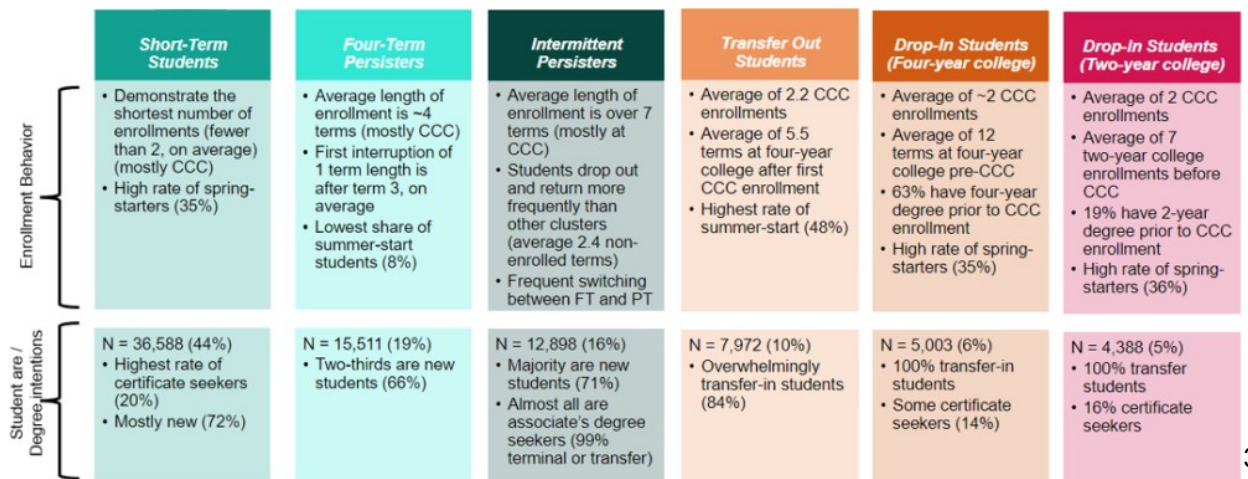 Short-Term
Students
Four-Term
Persisters
Intermittent
Persisters
Transfer Out
Students
Drop-In Students
(Four-year college)
Drop-In Students
(Two-year college)
Enrollment Behavior
• Demonstrate the
shortest number of
enrollments (fewer
than 2, on average)
(mostly CCC)
• High rate of spring-
starters (35%)
• Average length of
enrollment is ~4
terms (mostly CCC)
• First interruption of
1 term length is
after term 3, on
average
• Lowest share of
summer-start
students (8%)
• Average length of
enrollment is over 7
terms (mostly at
CCC)
• Students drop out
and return more
frequently than
other clusters
(average 2.4 non-
enrolled terms)
• Frequent switching
between FT and PT
• Average of 2.2 CCC
enrollments
• Average of 5.5
terms at four-year
college after first
CCC enrollment
• Highest rate of
summer-start (48%)
• Average of ~2 CCC
enrollments
• Average of 12
terms at four-year
college pre-CCC
• 63% have four-year
degree prior to CCC
enrollment
• High rate of spring-
starters (35%)
• Average of 2 CCC
enrollments
• Average of 7
two-year college
enrollments before
CCC
• 19% have 2-year
degree prior to CCC
enrollment
• High rate of spring-
starters (36%)
Student are /
Degree intentions
N = 36,588 (44%)
• Highest rate of
certificate seekers
(20%)
• Mostly new (72%)
N = 15,511 (19%)
• Two-thirds are new
students (66%)
N = 12,898 (16%)
• Majority are new
students (71%)
• Almost all are
associate's degree
seekers (99%
terminal or transfer)
N = 7,972 (10%)
• Overwhelmingly
transfer-in students
(84%)
N = 5,003 (6%)
• 100% transfer-in
students
• Some certificate
seekers (14%)
N = 4,388 (5%)
• 100% transfer
students
• 16% certificate
seekers